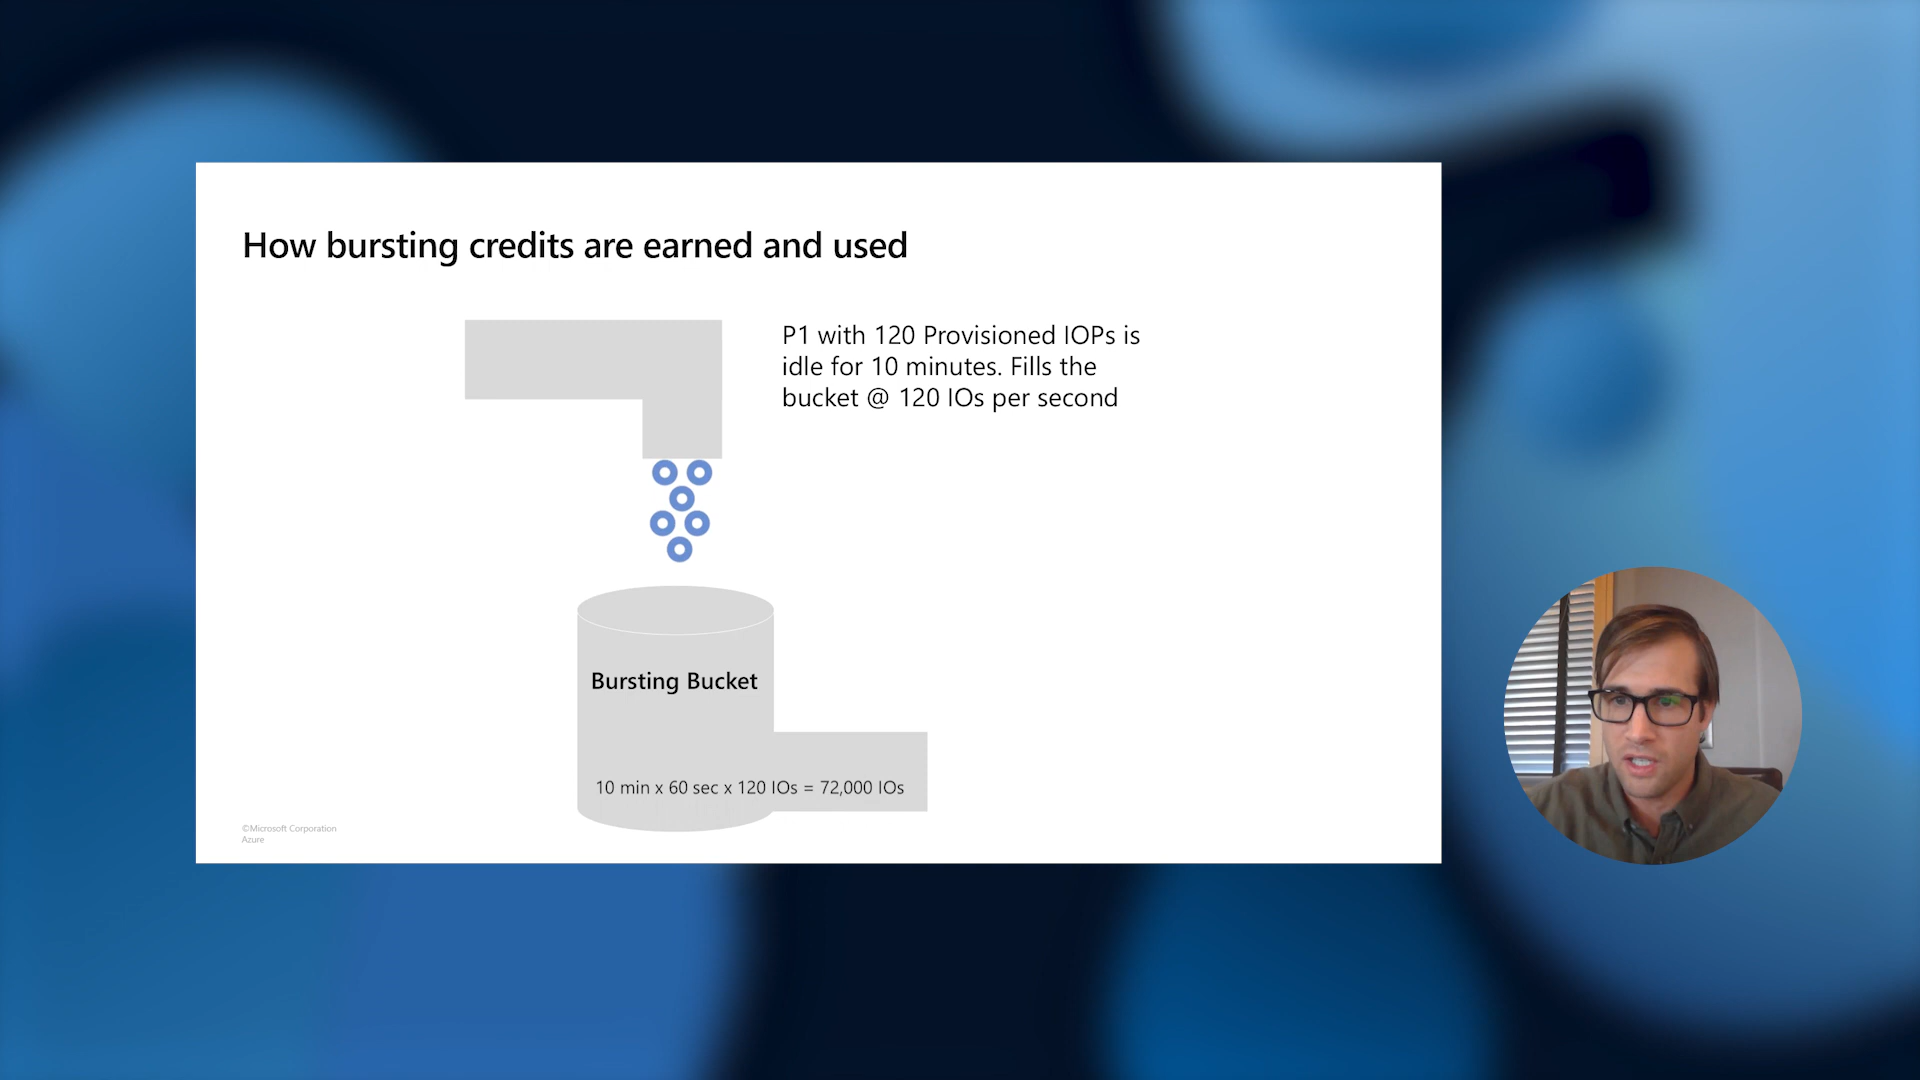 How bursting credits are earned and used
P1 with 120 Provisioned IOPs is
idle for 10 minutes. Fills the
bucket @ 120 IOs per second
Bursting Bucket
10 min x 60 sec x 120 IOs = 72,000 IOs
©Microsoft Corporation
Azure